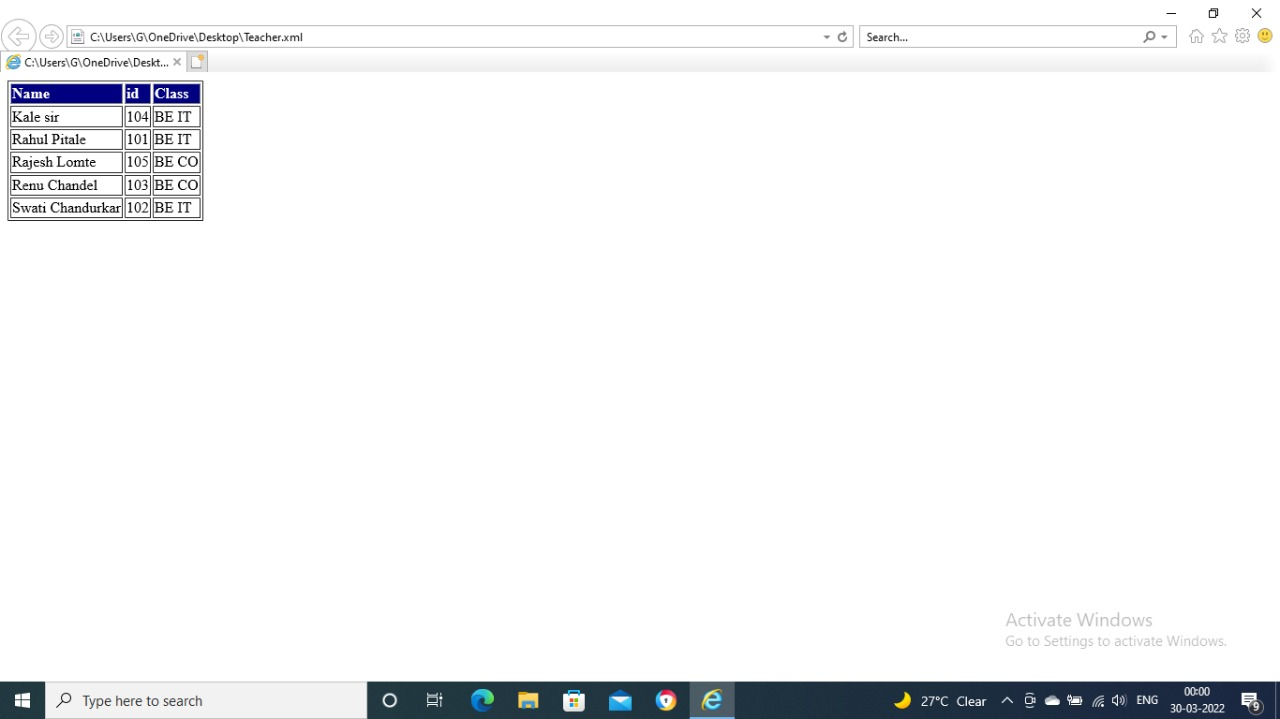 C:\Users\G\OneDrive\Desktop\Teacher.xml
Search...
C:\Users\G\OneDrive\Deskt...
Name id Class
Kale sir 104 BE IT
Rahul Pitale 101 BE IT
Rajesh Lomte 105 BE CO
Renu Chandel 103 BE CO
Swati Chandurkar 102 BE IT
Activate Windows
Go to Settings to activate Windows.
Type here to search
27°C Clear
ENG
00:00
30-03-2022
9